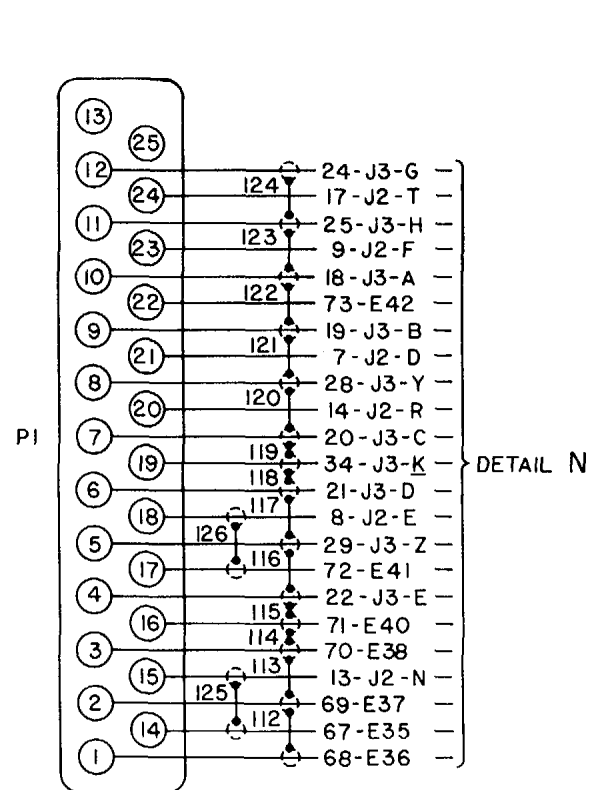 13
25
12 24-J3-G
124
24 17-J2-T
11 25-J3-H
123
23 9-J2-F
10 18-J3-A
122
22 73-E42
9 19-J3-B
121
21 7-J2-D
8 28-J3-Y
120
20 14-J2-R
P1 7 20-J3-C
119
19 34-J3-K DETAIL N
118
6 21-J3-D
117
18 8-J2-E
126
5 29-J3-Z
116
17 72-E41
4 22-J3-E
115
16 71-E40
114
3 70-E38
113
15 13-J2-N
125
2 69-E37
112
14 67-E35
1 68-E36